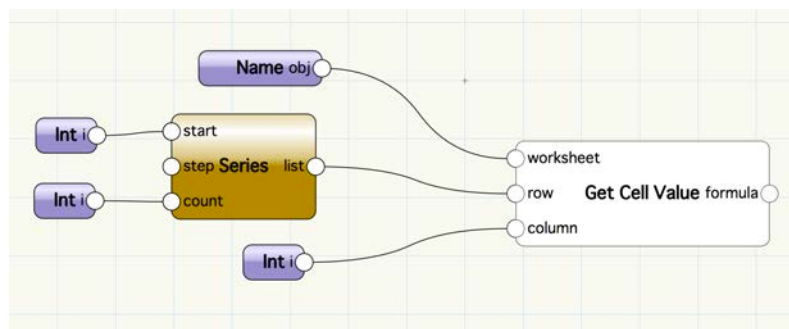 Name obj
Int i
start
step Series list
count
Int i
Int i
worksheet
row Get Cell Value formula
column